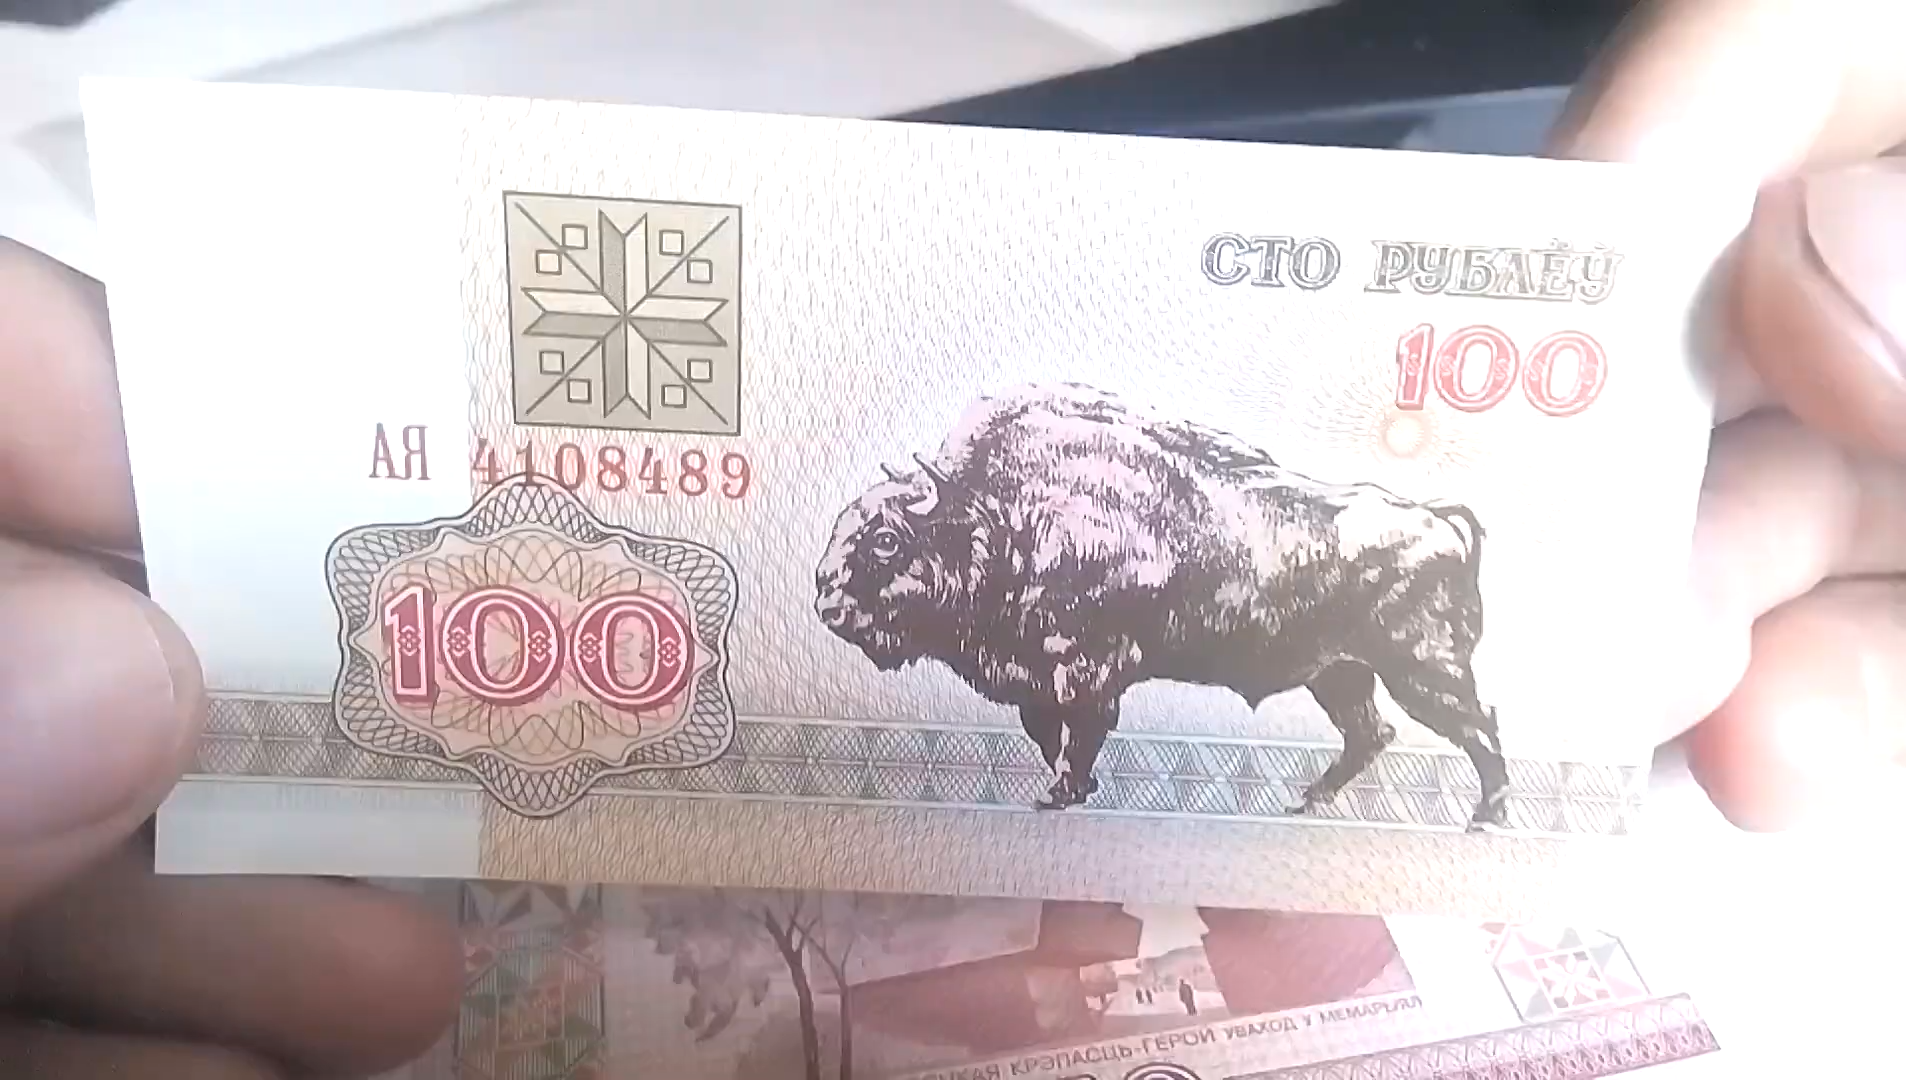 СТО РУБЛЁЎ
100
АЯ 4108489
100
КРЭПАСЦЬ-ГЕРОЙ УВАХОД У МЕМАРЫЯЛ